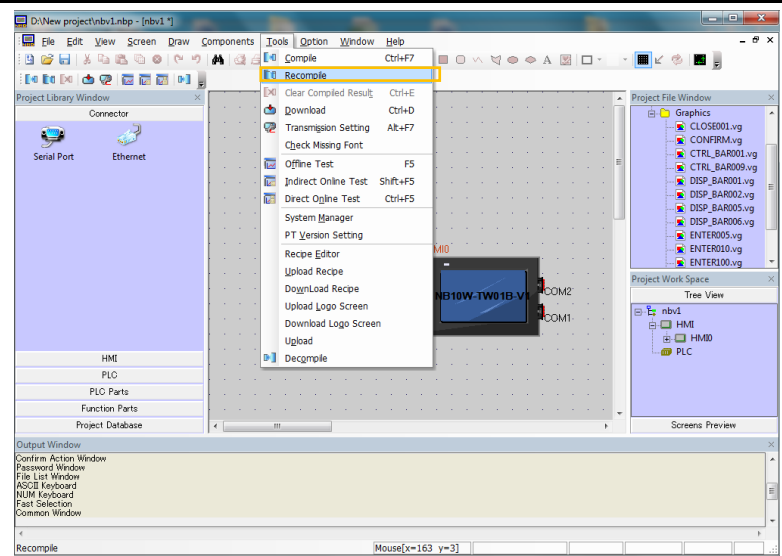 D:\New project\nbv1.nbp - [nbv1 *]
File Edit View Screen Draw Components Tools Option Window Help
Project Library Window
Connector
Serial Port Ethernet
HMI
PLC
PLC Parts
Function Parts
Project Database
Compile Ctrl+F7
Recompile
Clear Compiled Result Ctrl+E
Download Ctrl+D
Transmission Setting Alt+F7
Check Missing Font
Offline Test F5
Indirect Online Test Shift+F5
Direct Online Test Ctrl+F5
System Manager
PT Version Setting
Recipe Editor
Upload Recipe
DownLoad Recipe
Upload Logo Screen
Download Logo Screen
Upload
Decompile
MI0
NB10W-TW01B-V1
COM2
COM1
Project File Window
Graphics
CLOSE001.vg
CONFIRM.vg
CTRL_BAR001.vg
CTRL_BAR009.vg
DISP_BAR001.vg
DISP_BAR002.vg
DISP_BAR005.vg
DISP_BAR006.vg
ENTER005.vg
ENTER010.vg
ENTER100.vg
Project Work Space
Tree View
nbv1
HMI
HMI0
PLC
Screens Preview
Output Window
Confirm Action Window
Password Window
File List Window
ASCII Keyboard
NUM Keyboard
Fast Selection
Common Window
Recompile Mouse[x=163 y=3]